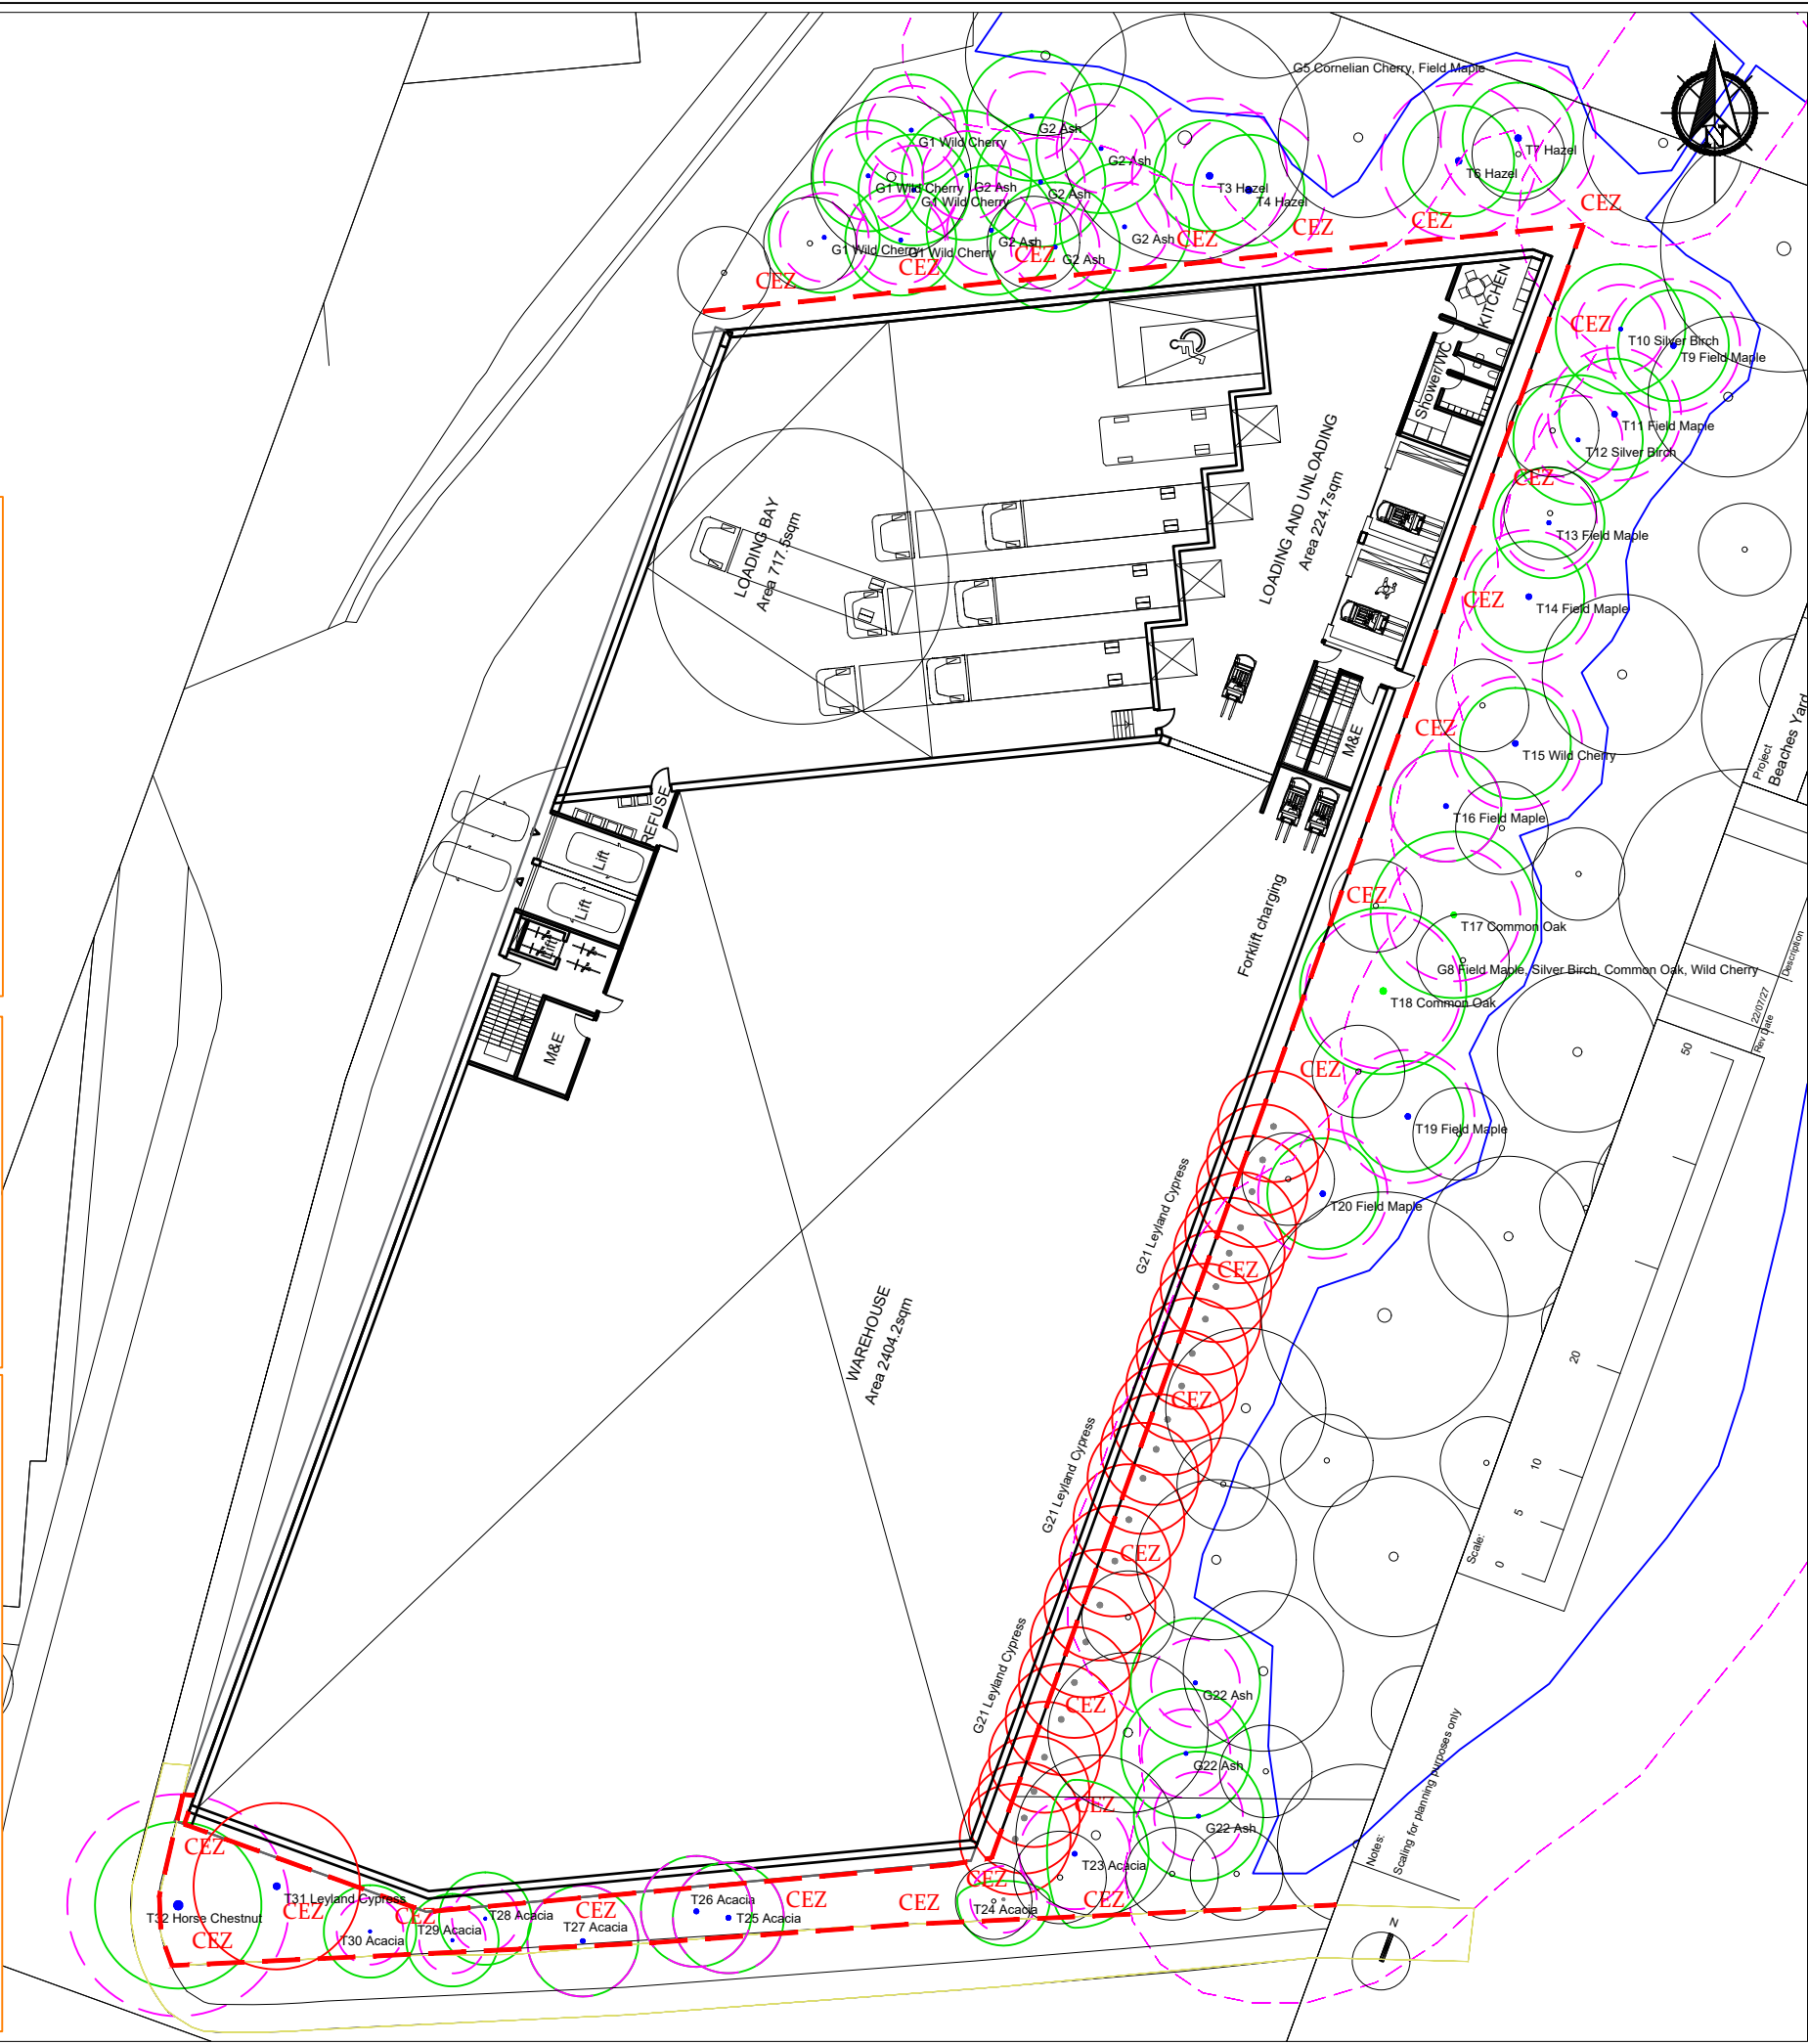 G5 Cornelian Cherry, Field Maple
N
G2 Ash
G1 Wild Cherry
T7 Hazel
G2 Ash
T6 Hazel
G1 Wild Cherry
G2 Ash
G2 Ash
T3 Hazel
T4 Hazel
G1 Wild Cherry
CEZ
CEZ
CEZ
G1 Wild Cherry
G1 Wild Cherry
G2 Ash
G2 Ash
G2 Ash
CEZ
CEZ
CEZ
CEZ
KITCHEN
CEZ
T10 Silver Birch
T9 Field Maple
Shower/WC
T11 Field Maple
T12 Silver Birch
CEZ
LOADING BAY
Area 717.5sqm
LOADING AND UNLOADING
Area 224.7sqm
T13 Field Maple
CEZ
T14 Field Maple
CEZ
M&E
T15 Wild Cherry
Project
Beaches Yard
T16 Field Maple
REFUSE
Lift
Lift
Lift
M&E
CEZ
Forklift charging
T17 Common Oak
G8 Field Maple, Silver Birch, Common Oak, Wild Cherry
T18 Common Oak
Description
22/07/27
Rev Date
CEZ
T19 Field Maple
T20 Field Maple
G21 Leyland Cypress
CEZ
WAREHOUSE
Area 2404.2sqm
CEZ
G21 Leyland Cypress
CEZ
50
20
10
5
0
Scale:
G21 Leyland Cypress
CEZ
G22 Ash
G22 Ash
G22 Ash
CEZ
Notes:
Scaling for planning purposes only
CEZ
T23 Acacia
CEZ
CEZ
T24 Acacia
CEZ
T31 Leyland Cypress
T32 Horse Chestnut
CEZ
CEZ
CEZ
T30 Acacia
T29 Acacia
T28 Acacia
CEZ
T27 Acacia
T26 Acacia
T25 Acacia
CEZ
CEZ
N